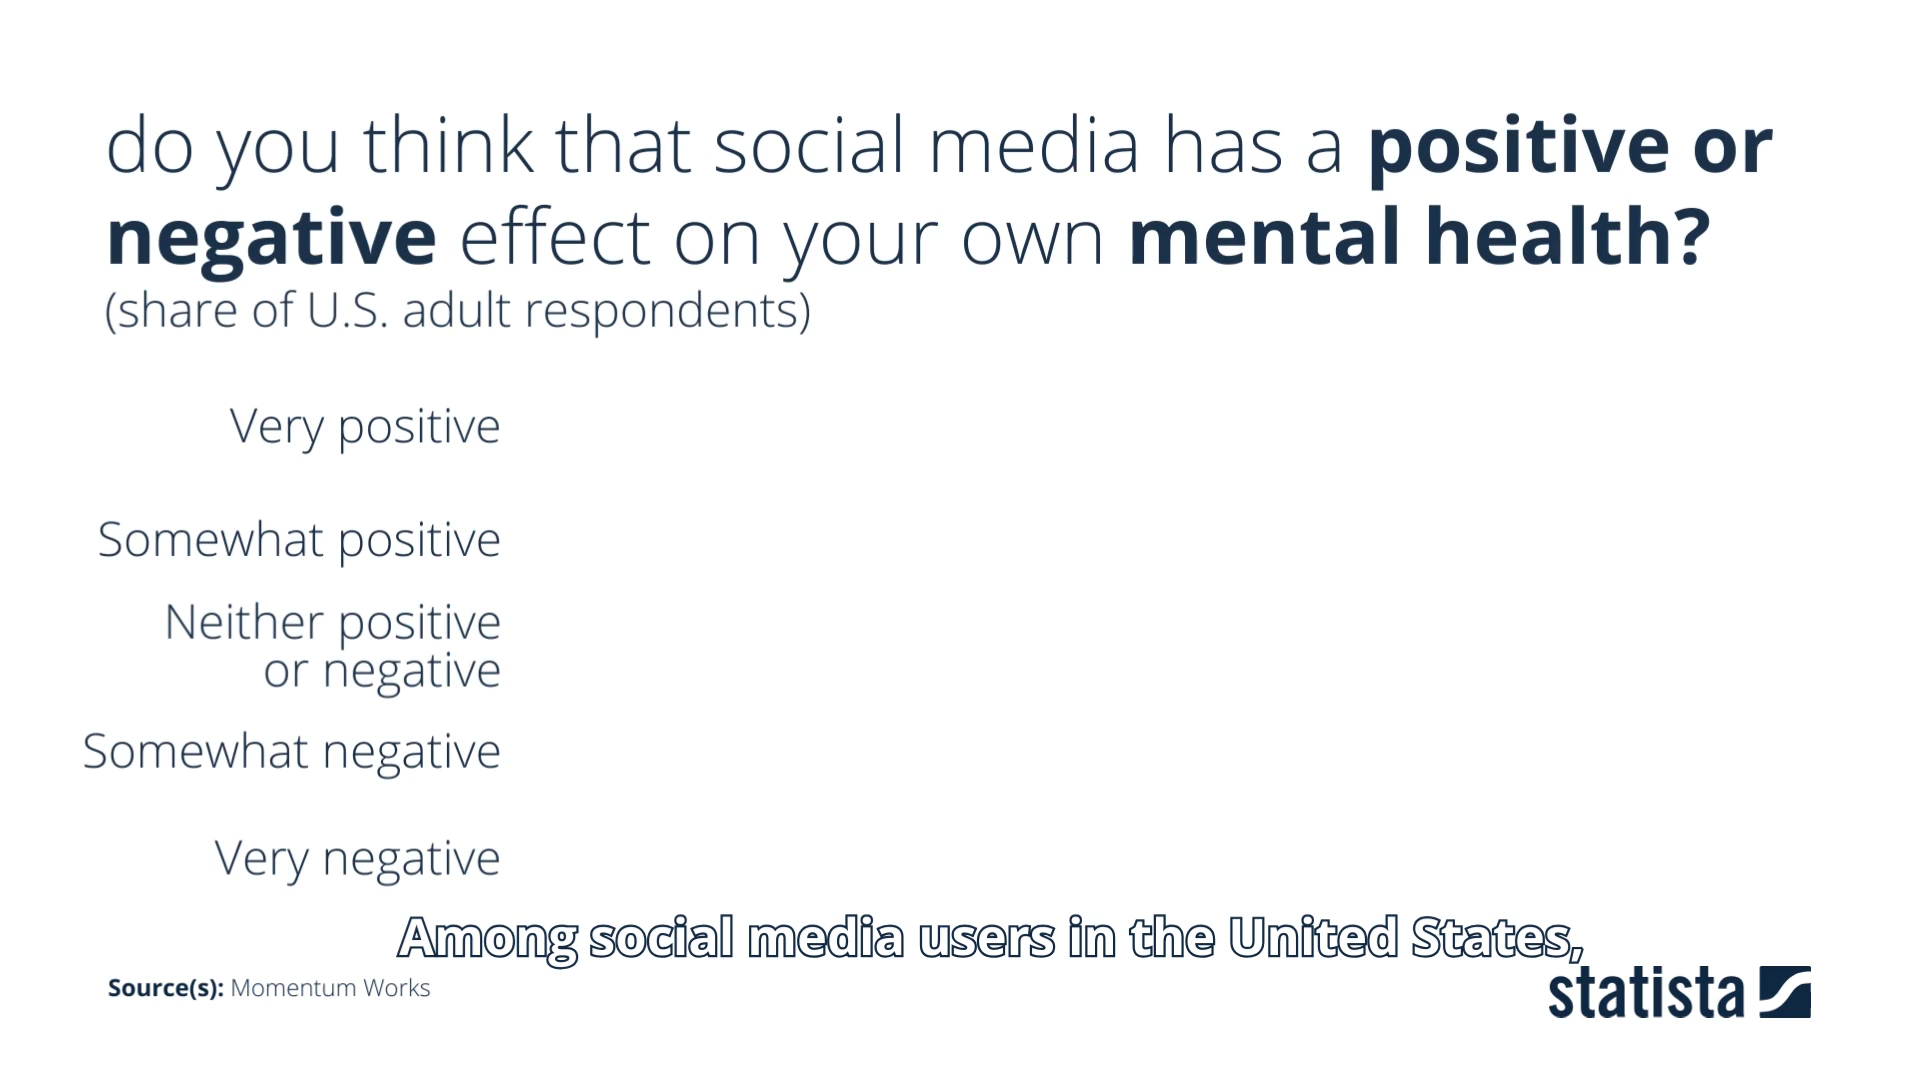 do you think that social media has a positive or
negative effect on your own mental health?
(share of U.S. adult respondents)
Very positive
Somewhat positive
Neither positive
or negative
Somewhat negative
Very negative
Among social media users in the United States,
Source(s): Momentum Works
statista